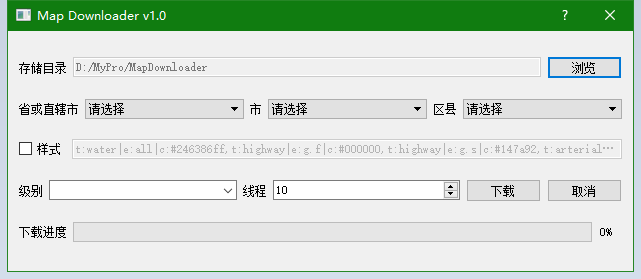 Map Downloader v1.0 ?
存储目录 D:/MyPro/MapDownloader 浏览
省或直辖市 请选择 市 请选择 区县 请选择
样式 t:water|e:all|c:#246386ff,t:highway|e:g.f|c:#000000,t:highway|e:g.s|c:#147a92,t:arterial…
级别 线程 10 下载 取消
下载进度 0%